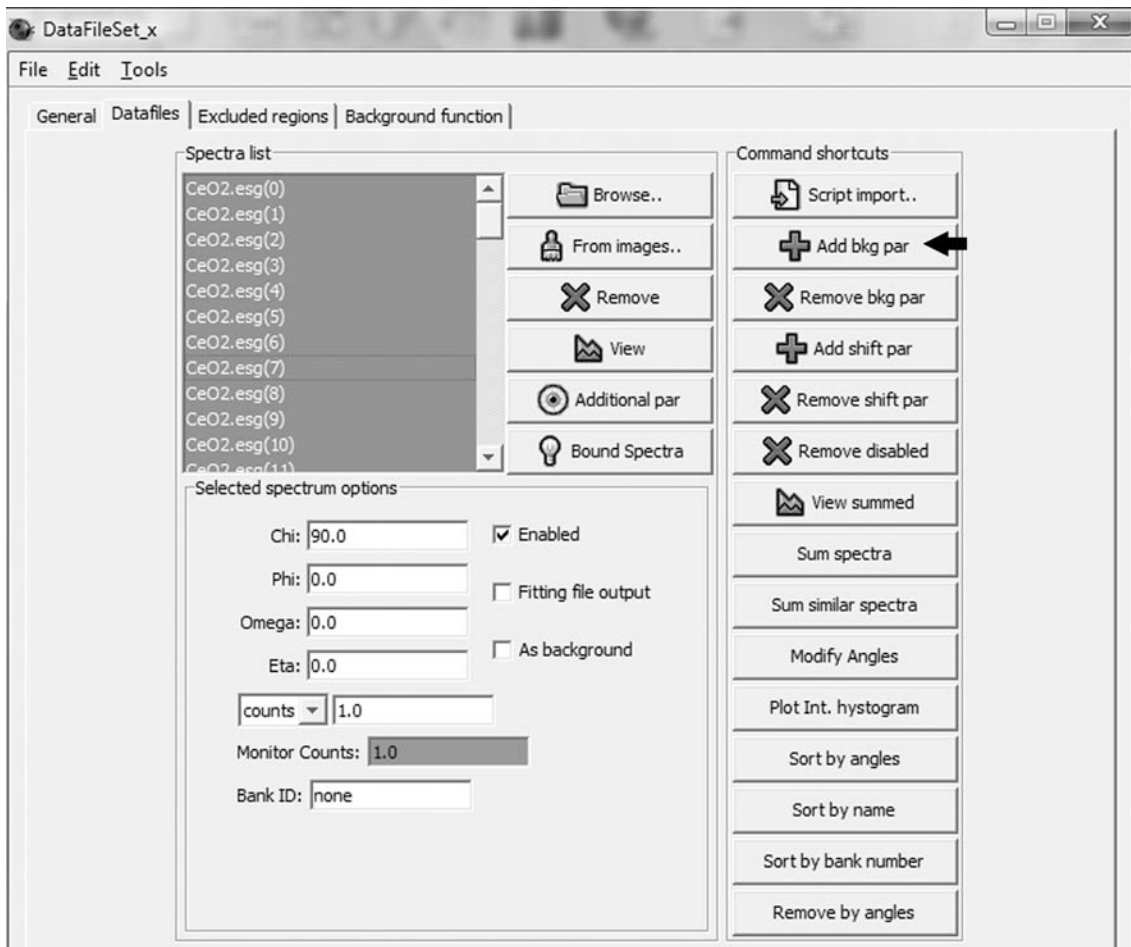 DataFileSet_x
File Edit Tools
General Datafiles Excluded regions Background function
Spectra list
CeO2.esg(0)
CeO2.esg(1)
CeO2.esg(2)
CeO2.esg(3)
CeO2.esg(4)
CeO2.esg(5)
CeO2.esg(6)
CeO2.esg(7)
CeO2.esg(8)
CeO2.esg(9)
CeO2.esg(10)
CeO2.esg(11)
Browse..
From images..
Remove
View
Additional par
Bound Spectra
Selected spectrum options
Chi: 90.0
Phi: 0.0
Omega: 0.0
Eta: 0.0
counts 1.0
Monitor Counts: 1.0
Bank ID: none
Enabled
Fitting file output
As background
Command shortcuts
Script import..
Add bkg par
Remove bkg par
Add shift par
Remove shift par
Remove disabled
View summed
Sum spectra
Sum similar spectra
Modify Angles
Plot Int. hystogram
Sort by angles
Sort by name
Sort by bank number
Remove by angles